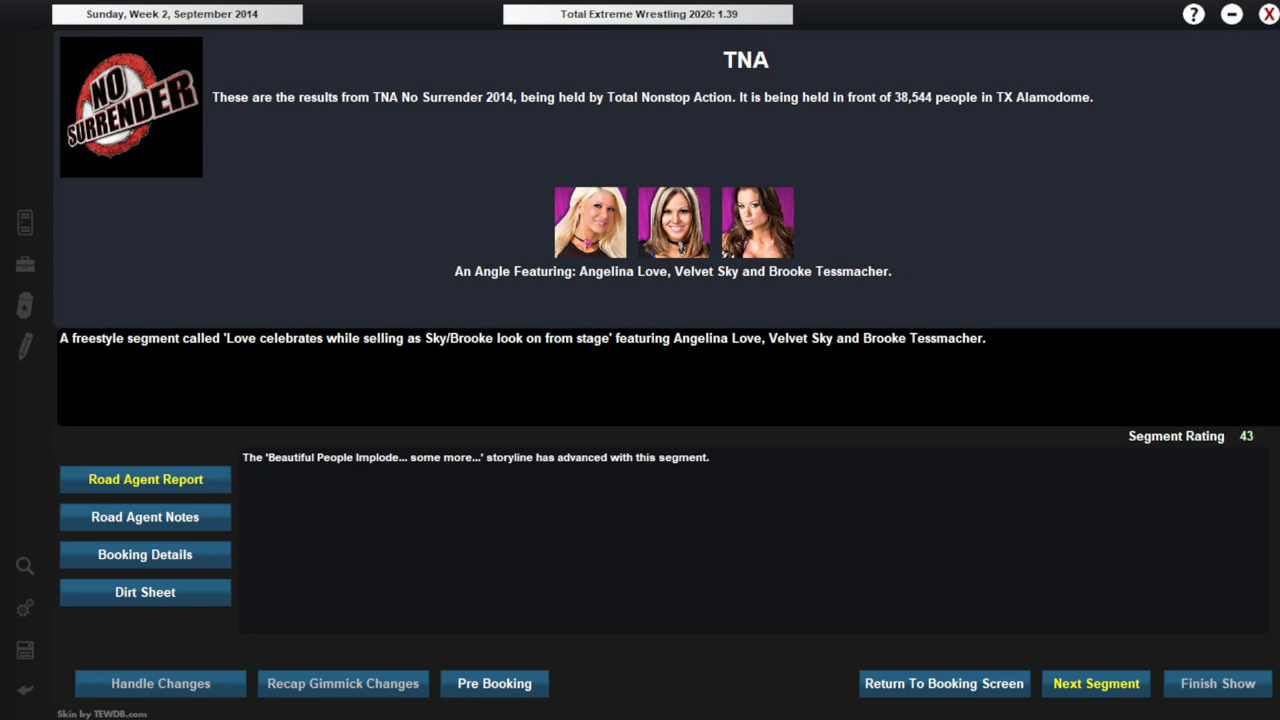 Sunday, Week 2, September 2014
Total Extreme Wrestling 2020: 1.39
?
X
NO
SURRENDER
TNA
These are the results from TNA No Surrender 2014, being held by Total Nonstop Action. It is being held in front of 38,544 people in TX Alamodome.
An Angle Featuring: Angelina Love, Velvet Sky and Brooke Tessmacher.
A freestyle segment called 'Love celebrates while selling as Sky/Brooke look on from stage' featuring Angelina Love, Velvet Sky and Brooke Tessmacher.
Segment Rating 43
The 'Beautiful People Implode... some more...' storyline has advanced with this segment.
Road Agent Report
Road Agent Notes
Booking Details
Dirt Sheet
Handle Changes
Recap Gimmick Changes
Pre Booking
Return To Booking Screen
Next Segment
Finish Show
Skin by TEWDB.com